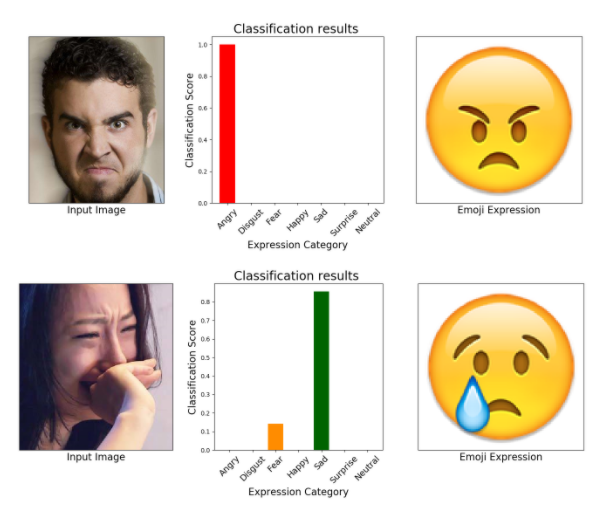 Classification results
1.0
0.8
0.6
0.4
0.2
0.0
Classification Score
Angry
Disgust
Fear
Happy
Sad
Surprise
Neutral
Expression Category
Input Image
Emoji Expression
Classification results
0.8
0.7
0.6
0.5
0.4
0.3
0.2
0.1
0.0
Classification Score
Angry
Disgust
Fear
Happy
Sad
Surprise
Neutral
Expression Category
Input Image
Emoji Expression